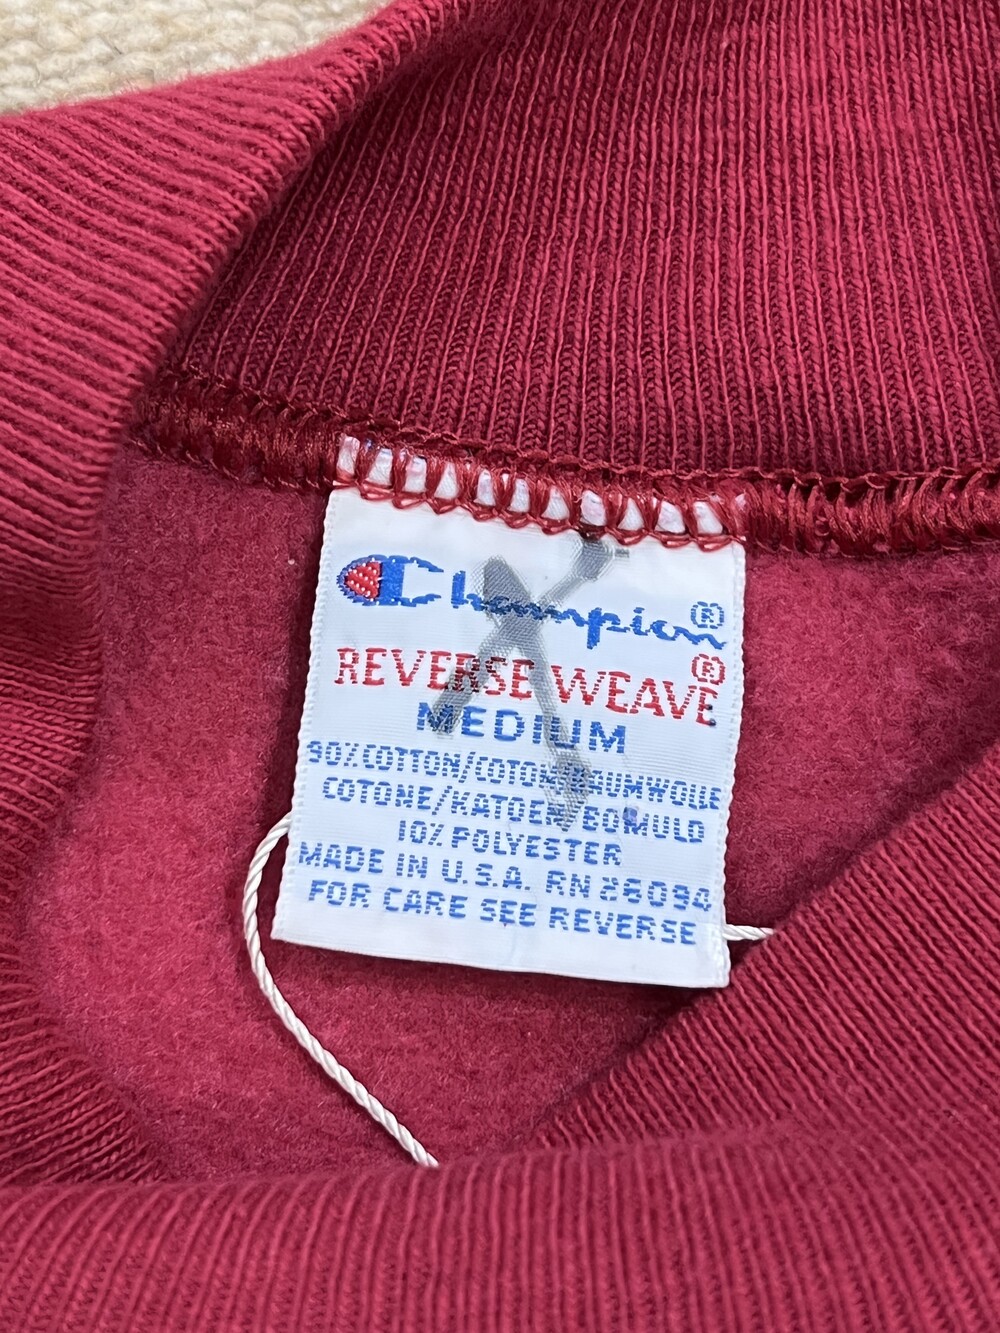 Champion®
REVERSE WEAVE®
MEDIUM
90% COTTON/COTON/BAUMWOLLE
COTONE/KATOEN/BOMULD
10% POLYESTER
MADE IN U.S.A. RN 26094
FOR CARE SEE REVERSE